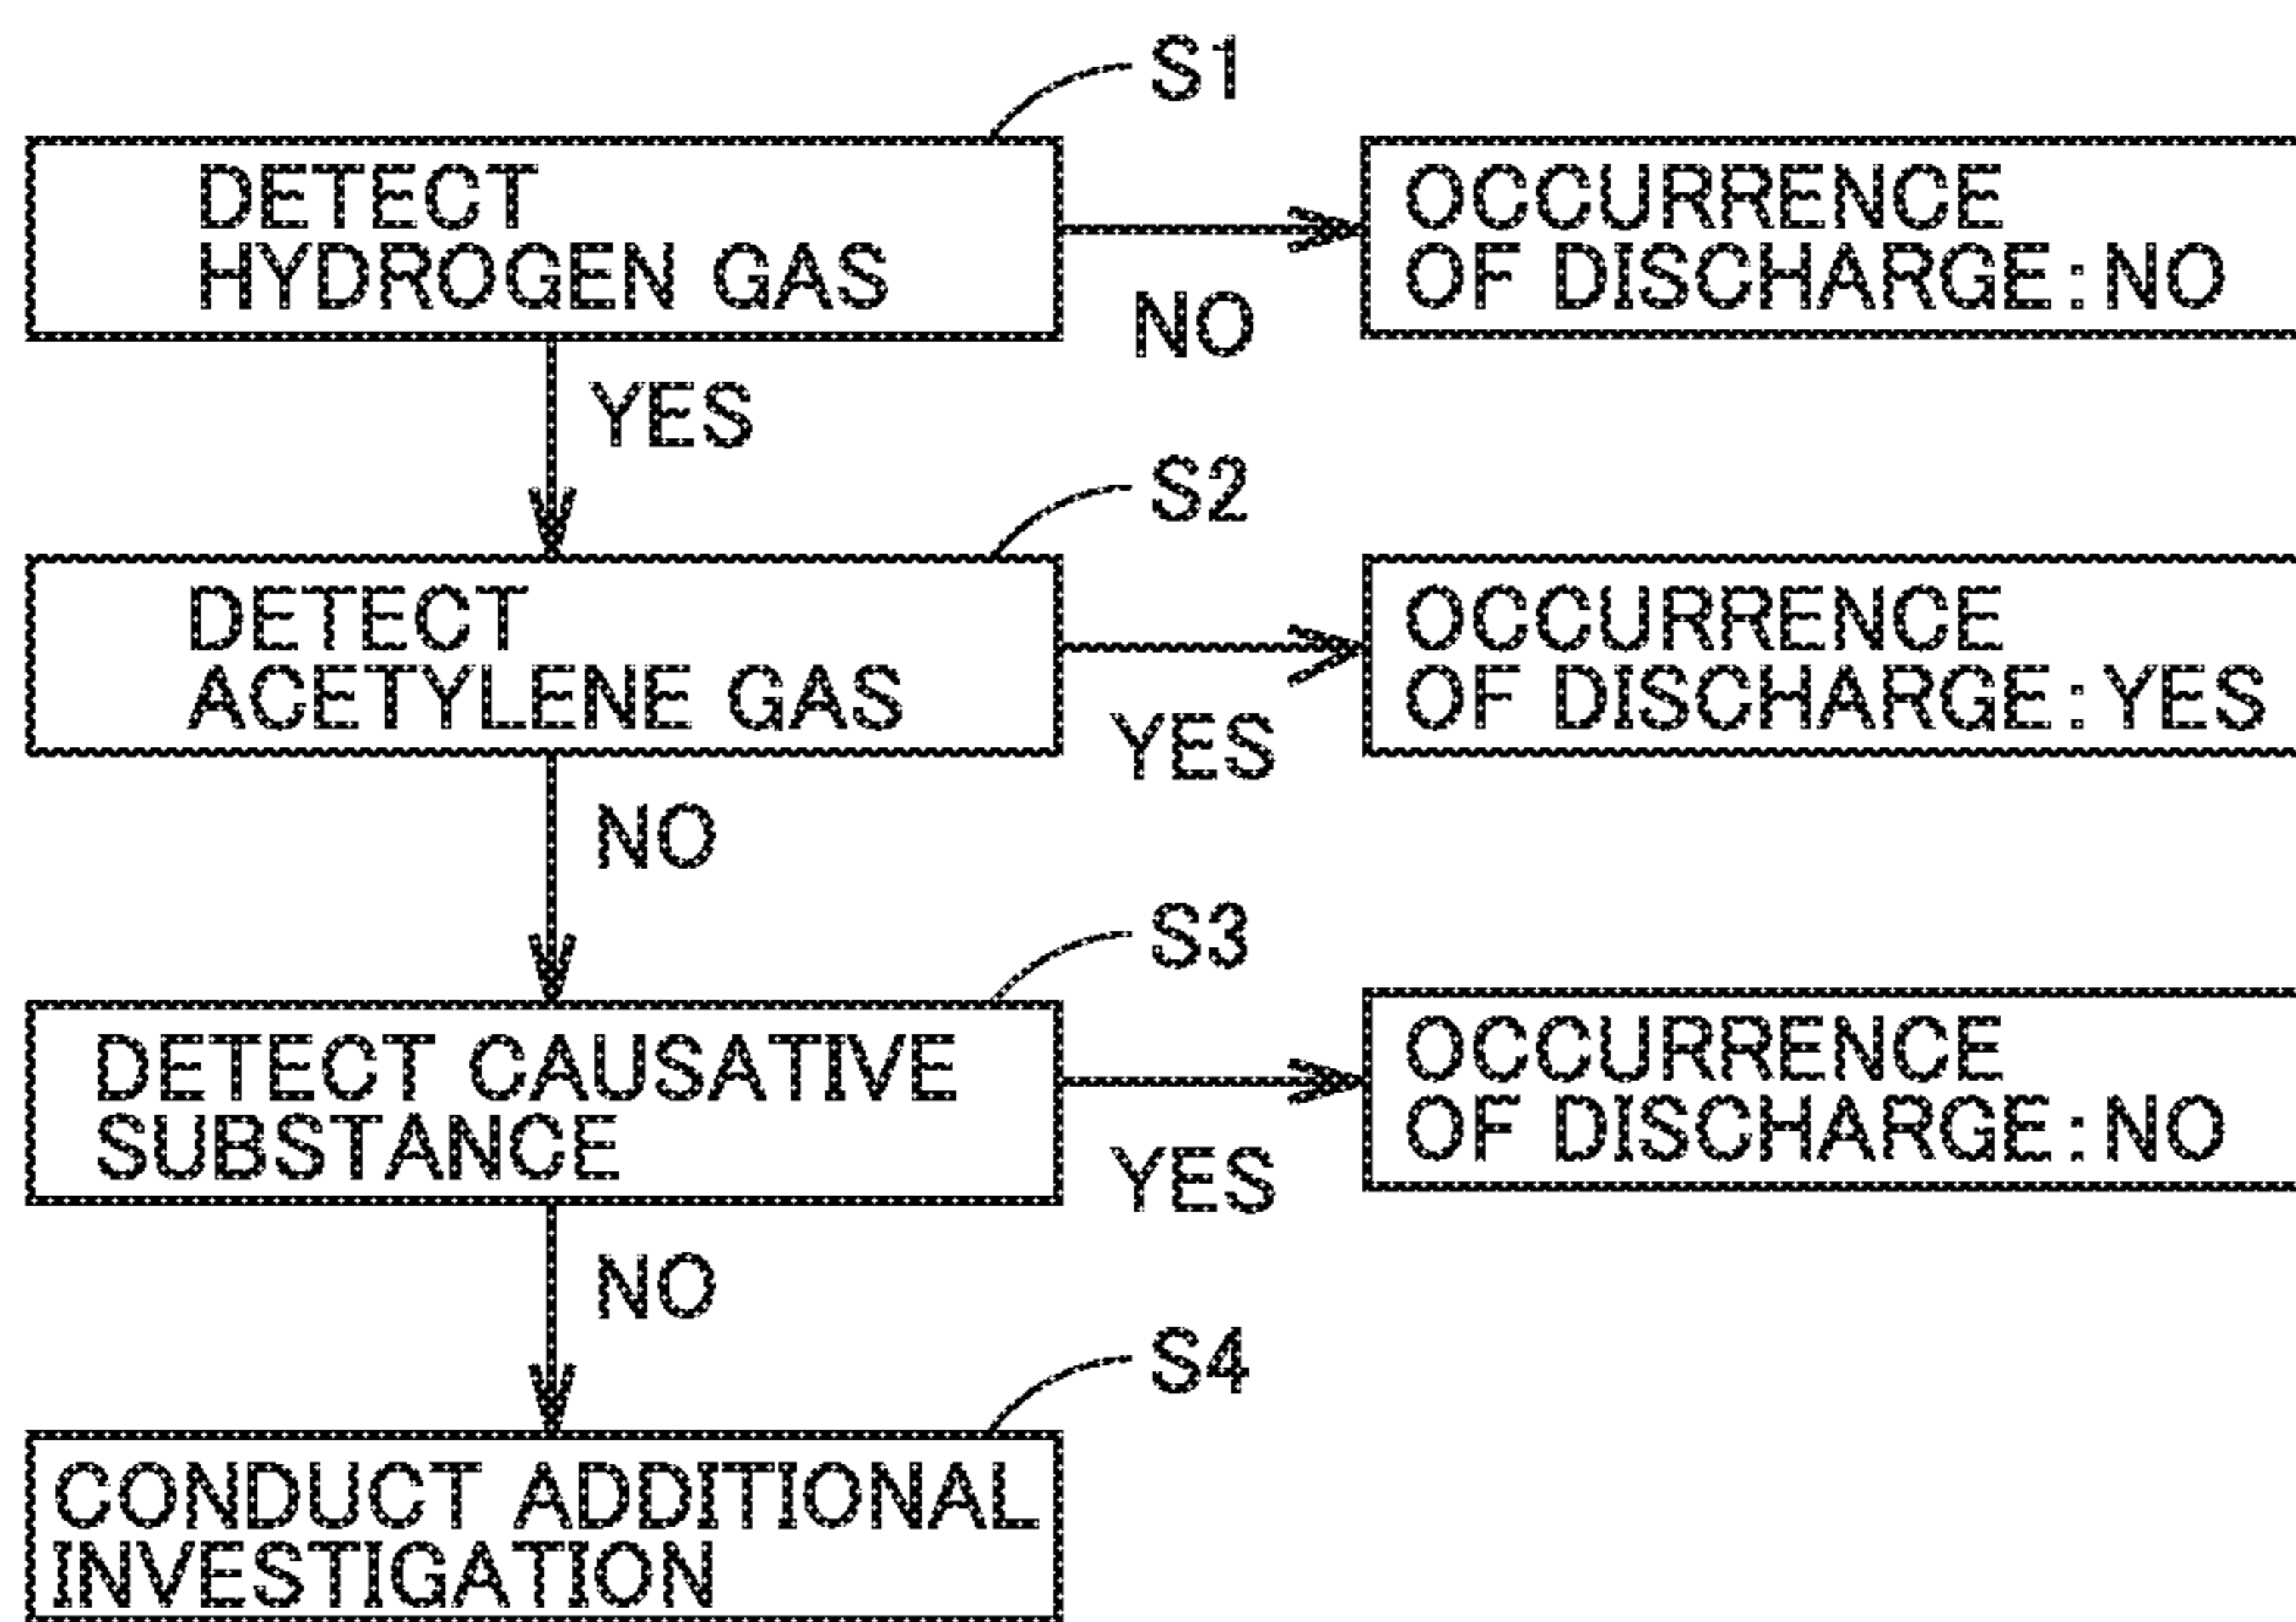 S1
DETECT
HYDROGEN GAS
OCCURRENCE
OF DISCHARGE:NO
NO
YES
S2
DETECT
ACETYLENE GAS
OCCURRENCE
OF DISCHARGE:YES
YES
NO
S3
DETECT CAUSATIVE
SUBSTANCE
OCCURRENCE
OF DISCHARGE:NO
YES
NO
S4
CONDUCT ADDITIONAL
INVESTIGATION